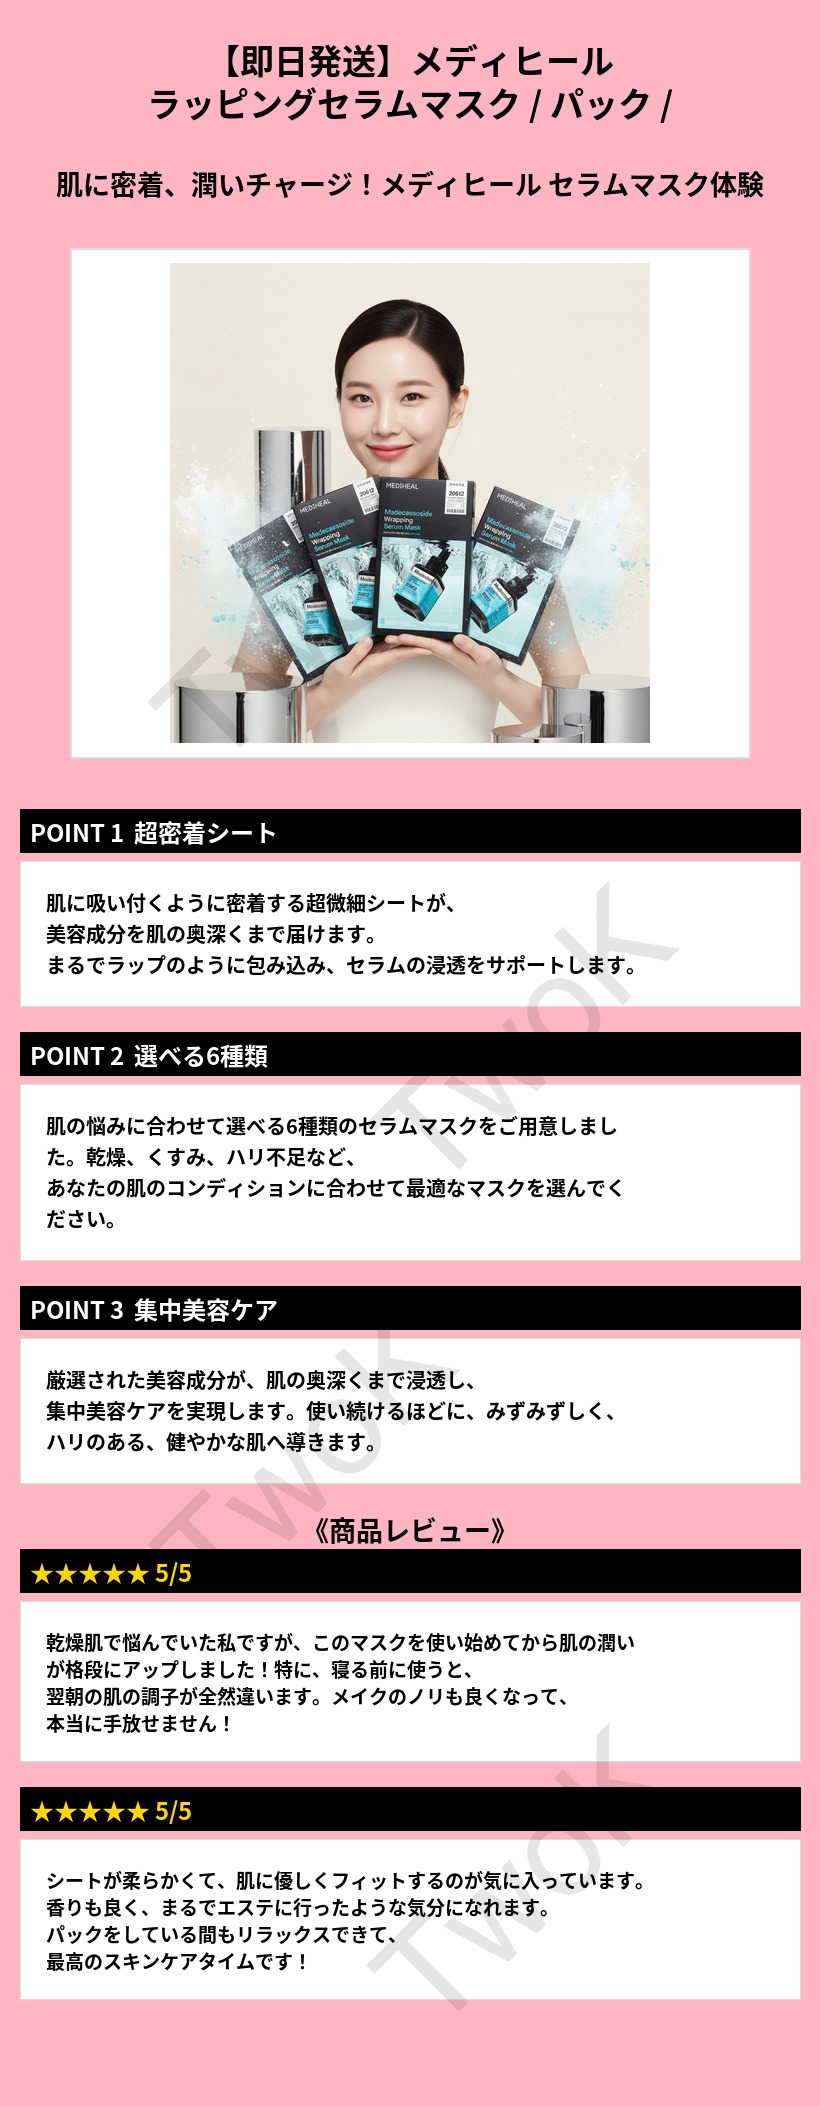 【即日発送】メディヒール
ラッピングセラムマスク / パック /
肌に密着、潤いチャージ！メディヒール セラムマスク体験
MEDIHEAL
Madecassoside
Wrapping
Serum Mask
20612
MEDIHEAL
Madecassoside
Wrapping
Serum Mask
20612
MEDIHEAL
Madecassoside
Wrapping
Serum Mask
20612
MEDIHEAL
Madecassoside
Wrapping
Serum Mask
TwoK
POINT 1 超密着シート
肌に吸い付くように密着する超微細シートが、
美容成分を肌の奥深くまで届けます。
まるでラップのように包み込み、セラムの浸透をサポートします。
TwoK
POINT 2 選べる6種類
肌の悩みに合わせて選べる6種類のセラムマスクをご用意しまし
た。乾燥、くすみ、ハリ不足など、
あなたの肌のコンディションに合わせて最適なマスクを選んでく
ださい。
POINT 3 集中美容ケア
厳選された美容成分が、肌の奥深くまで浸透し、
集中美容ケアを実現します。使い続けるほどに、みずみずしく、
ハリのある、健やかな肌へ導きます。
TwoK
《商品レビュー》
★★★★★ 5/5
乾燥肌で悩んでいた私ですが、このマスクを使い始めてから肌の潤い
が格段にアップしました！特に、寝る前に使うと、
翌朝の肌の調子が全然違います。メイクのノリも良くなって、
本当に手放せません！
★★★★★ 5/5
シートが柔らかくて、肌に優しくフィットするのが気に入っています。
香りも良く、まるでエステに行ったような気分になれます。
パックをしている間もリラックスできて、
最高のスキンケアタイムです！
TwoK